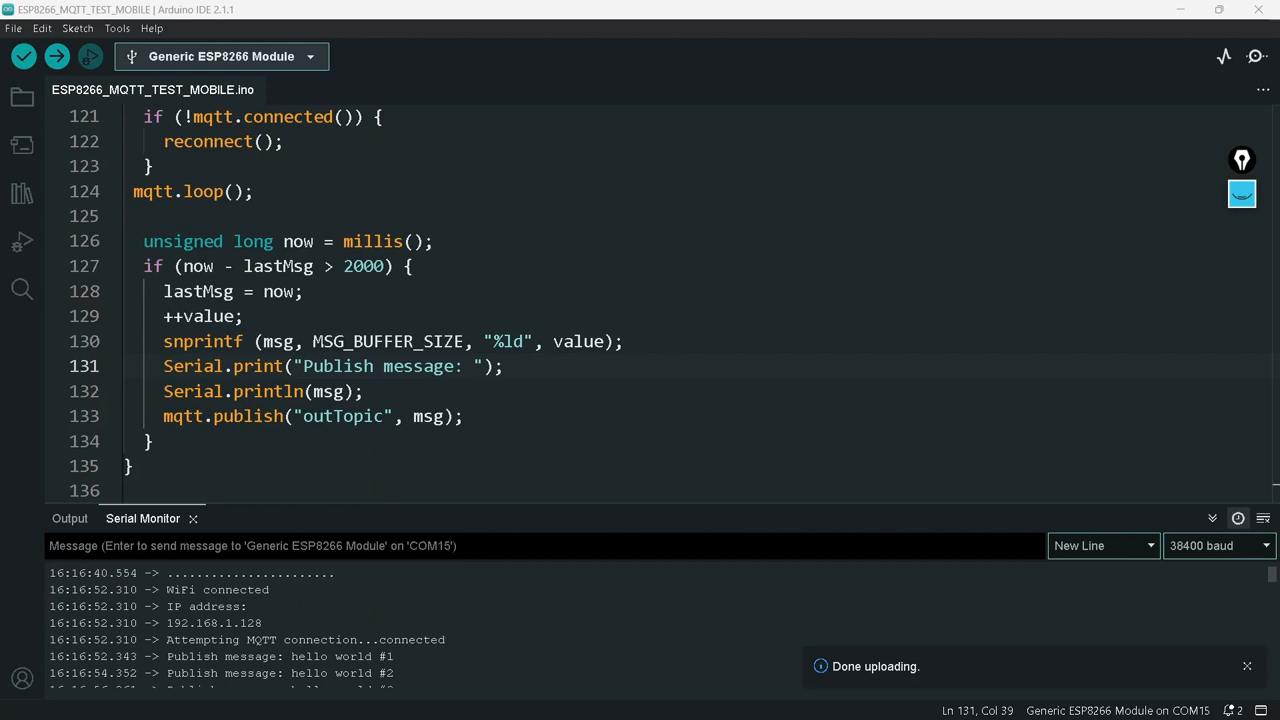 ESP8266_MQTT_TEST_MOBILE | Arduino IDE 2.1.1
File Edit Sketch Tools Help
Generic ESP8266 Module
ESP8266_MQTT_TEST_MOBILE.ino
121 if (!mqtt.connected()) {
122 reconnect();
123 }
124 mqtt.loop();
125
126 unsigned long now = millis();
127 if (now - lastMsg > 2000) {
128 lastMsg = now;
129 ++value;
130 snprintf (msg, MSG_BUFFER_SIZE, "%ld", value);
131 Serial.print("Publish message: ");
132 Serial.println(msg);
133 mqtt.publish("outTopic", msg);
134 }
135 }
136
Output Serial Monitor
Message (Enter to send message to 'Generic ESP8266 Module' on 'COM15') New Line 38400 baud
16:16:40.554 -> .......................
16:16:52.310 -> WiFi connected
16:16:52.310 -> IP address:
16:16:52.310 -> 192.168.1.128
16:16:52.310 -> Attempting MQTT connection...connected
16:16:52.343 -> Publish message: hello world #1
16:16:54.352 -> Publish message: hello world #2
Done uploading.
Ln 131, Col 39 Generic ESP8266 Module on COM15 2